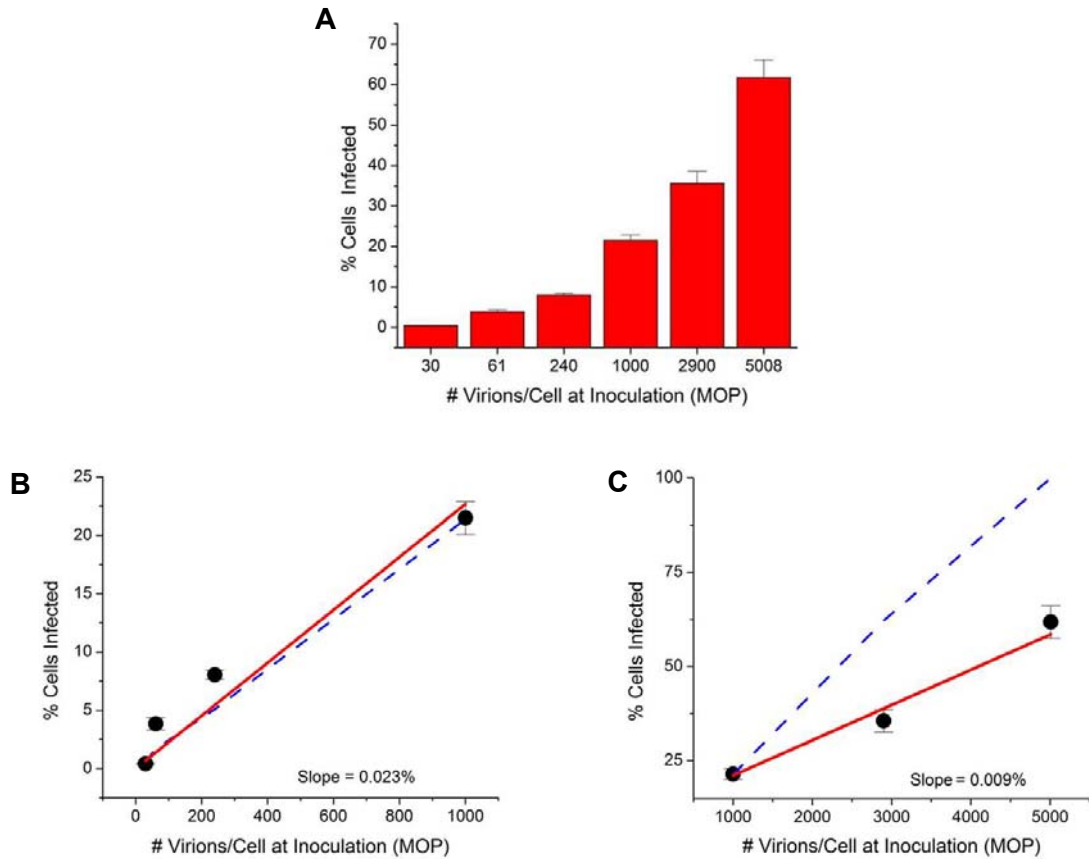 A
% Cells Infected
70
60
50
40
30
20
10
0
30 61 240 1000 2900 5008
# Virions/Cell at Inoculation (MOP)
B
% Cells Infected
25
20
15
10
5
0
Slope = 0.023%
0 200 400 600 800 1000
# Virions/Cell at Inoculation (MOP)
C
% Cells Infected
100
75
50
25
Slope = 0.009%
1000 2000 3000 4000 5000
# Virions/Cell at Inoculation (MOP)